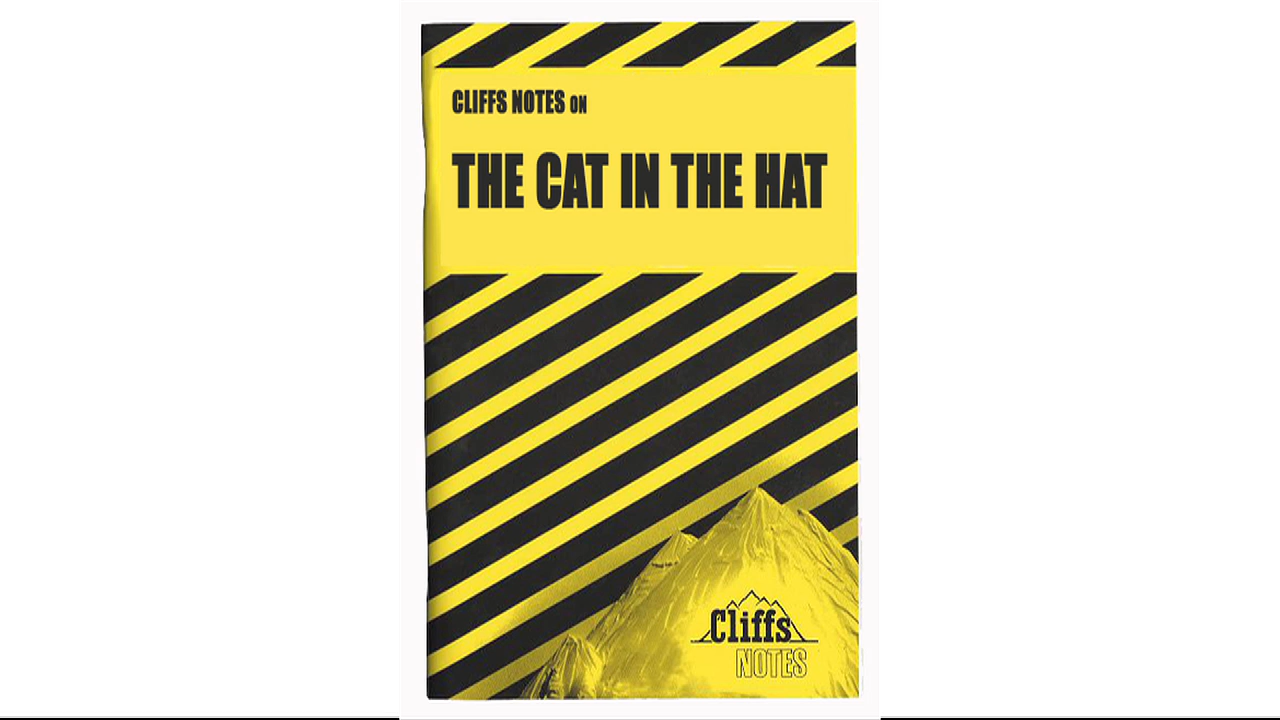 CLIFFS NOTES ON
THE CAT IN THE HAT
Cliffs
NOTES